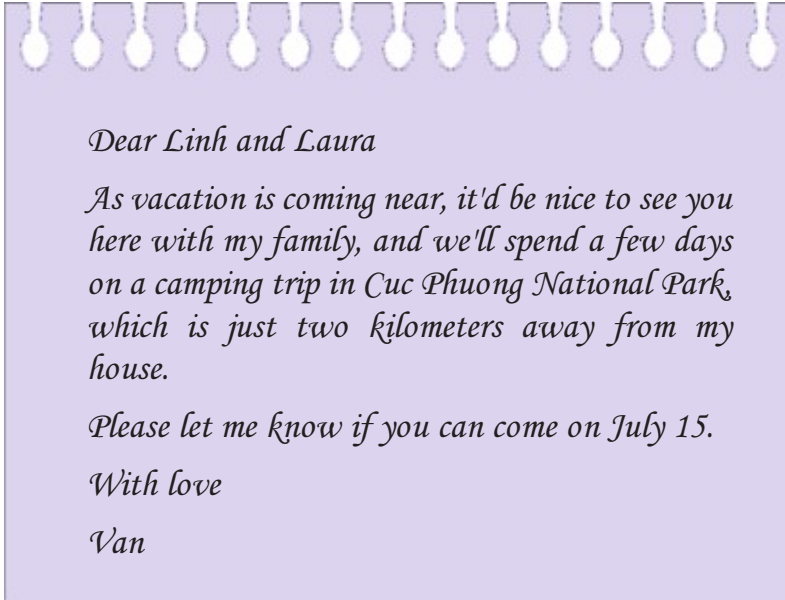 Dear Linh and Laura
As vacation is coming near, it'd be nice to see you
here with my family, and we'll spend a few days
on a camping trip in Cuc Phuong National Park,
which is just two kilometers away from my
house.
Please let me know if you can come on July 15.
With love
Van